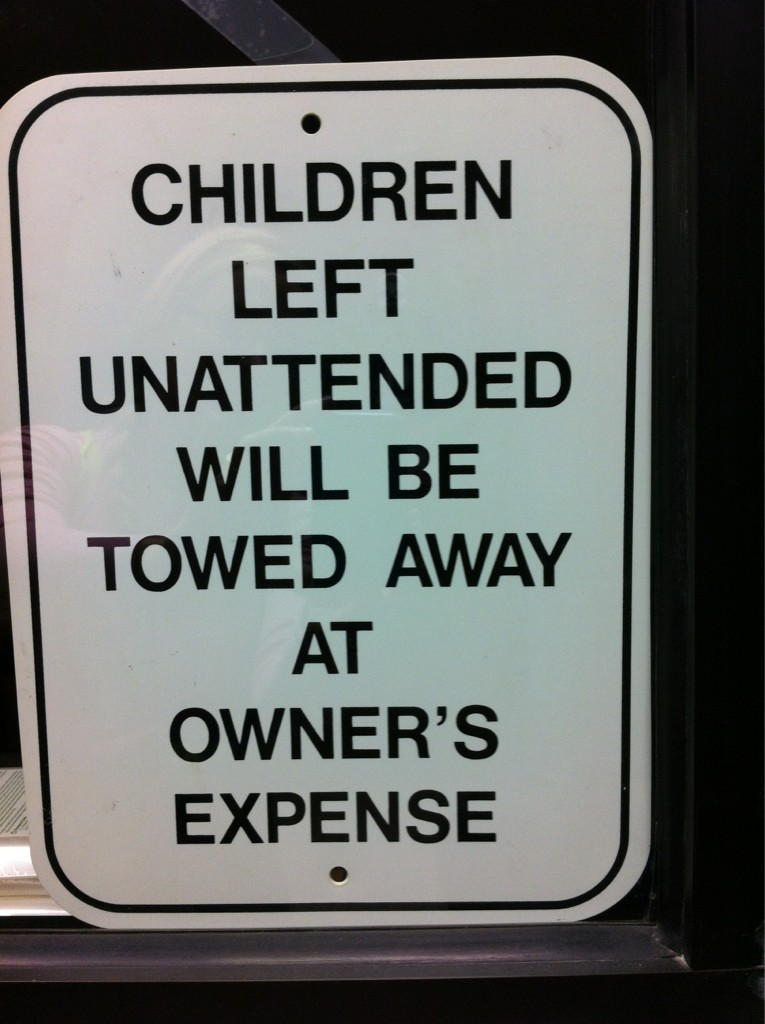 CHILDREN
LEFT
UNATTENDED
WILL BE
TOWED AWAY
AT
OWNER'S
EXPENSE